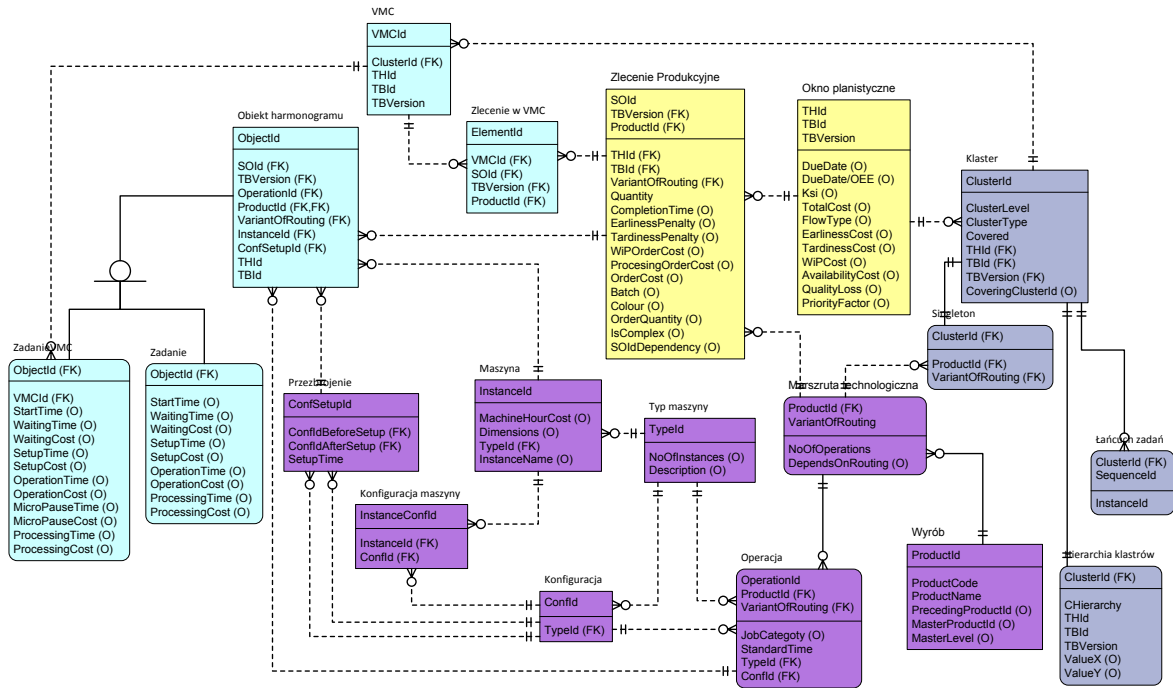 VMC
VMCId
ClusterId (FK)
THId
TBId
TBVersion
Zlecenie w VMC
ElementId
VMCId (FK)
SOId (FK)
TBVersion (FK)
ProductId (FK)
Obiekt harmonogramu
ObjectId
SOId (FK)
TBVersion (FK)
OperationId (FK)
ProductId (FK,FK)
VariantOfRouting (FK)
InstanceId (FK)
ConfSetupId (FK)
THId
TBId
Zlecenie Produkcyjne
SOId
TBVersion (FK)
ProductId (FK)
THId (FK)
TBId (FK)
VariantOfRouting (FK)
Quantity
CompletionTime (O)
EarlinessPenalty (O)
TardinessPenalty (O)
WiPOrderCost (O)
ProcesingOrderCost (O)
OrderCost (O)
Batch (O)
Colour (O)
OrderQuantity (O)
IsComplex (O)
SOIdDependency (O)
Okno planistyczne
THId
TBId
TBVersion
DueDate (O)
DueDate/OEE (O)
Ksi (O)
TotalCost (O)
FlowType (O)
EarlinessCost (O)
TardinessCost (O)
WiPCost (O)
AvailabilityCost (O)
QualityLoss (O)
PriorityFactor (O)
Klaster
ClusterId
ClusterLevel
ClusterType
Covered
THId (FK)
TBId (FK)
TBVersion (FK)
CoveringClusterId (O)
Singleton
ClusterId (FK)
ProductId (FK)
VariantOfRouting (FK)
ZadanieVMC
ObjectId (FK)
VMCId (FK)
StartTime (O)
WaitingTime (O)
WaitingCost (O)
SetupTime (O)
SetupCost (O)
OperationTime (O)
OperationCost (O)
MicroPauseTime (O)
MicroPauseCost (O)
ProcessingTime (O)
ProcessingCost (O)
Zadanie
ObjectId (FK)
StartTime (O)
WaitingTime (O)
WaitingCost (O)
SetupTime (O)
SetupCost (O)
OperationTime (O)
OperationCost (O)
ProcessingTime (O)
ProcessingCost (O)
Przezbrojenie
ConfSetupId
ConfIdBeforeSetup (FK)
ConfIdAfterSetup (FK)
SetupTime
Maszyna
InstanceId
MachineHourCost (O)
Dimensions (O)
TypeId (FK)
InstanceName (O)
Typ maszyny
TypeId
NoOfInstances (O)
Description (O)
Marszruta technologiczna
ProductId (FK)
VariantOfRouting
NoOfOperations
DependsOnRouting (O)
Łańcuch zadań
ClusterId (FK)
SequenceId
InstanceId
Konfiguracja maszyny
InstanceConfId
InstanceId (FK)
ConfId (FK)
Konfiguracja
ConfId
TypeId (FK)
Operacja
OperationId
ProductId (FK)
VariantOfRouting (FK)
JobCategoty (O)
StandardTime
TypeId (FK)
ConfId (FK)
Wyrób
ProductId
ProductCode
ProductName
PrecedingProductId (O)
MasterProductId (O)
MasterLevel (O)
Hierarchia klastrów
ClusterId (FK)
CHierarchy
THId
TBId
TBVersion
ValueX (O)
ValueY (O)